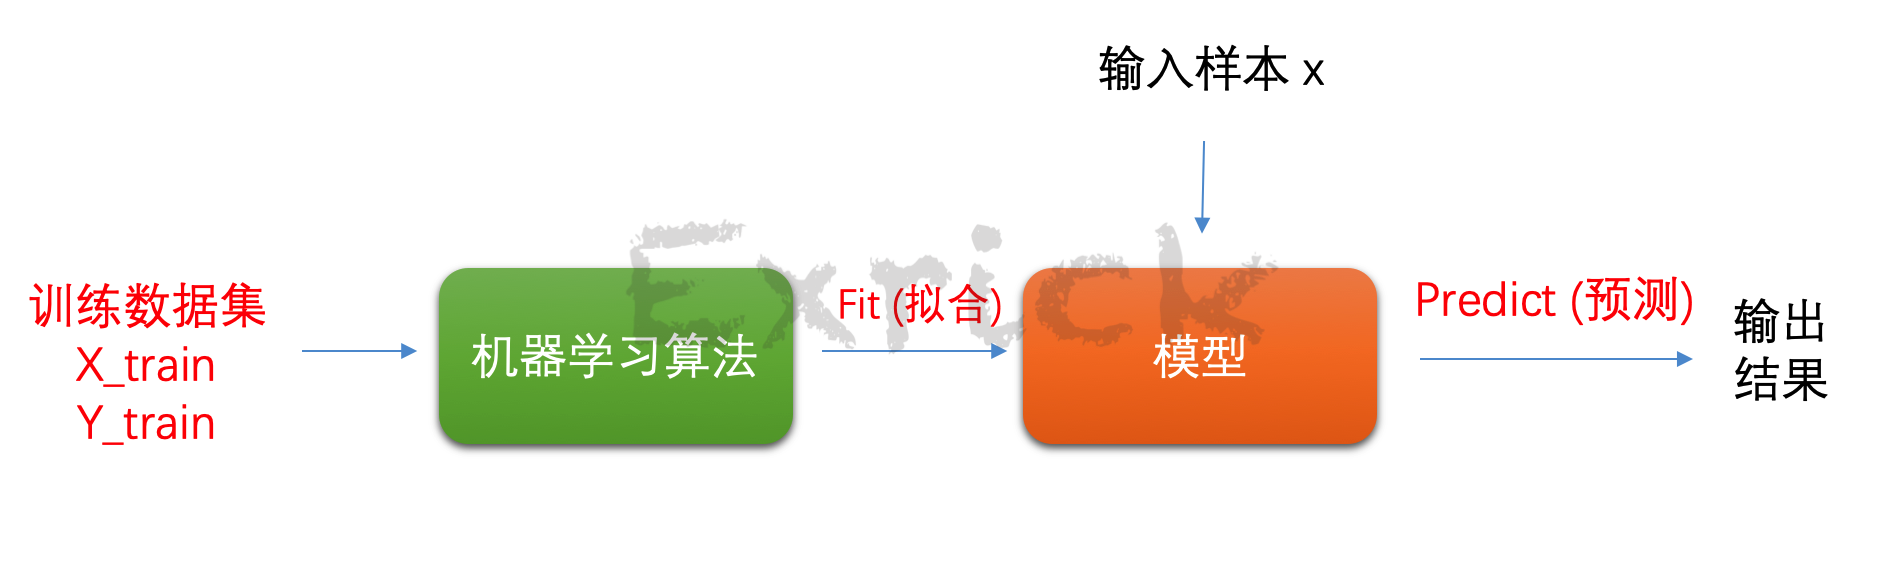 输入样本 x
训练数据集
X_train
Y_train
机器学习算法
Fit (拟合)
模型
Predict (预测)
输出
结果
Exrick